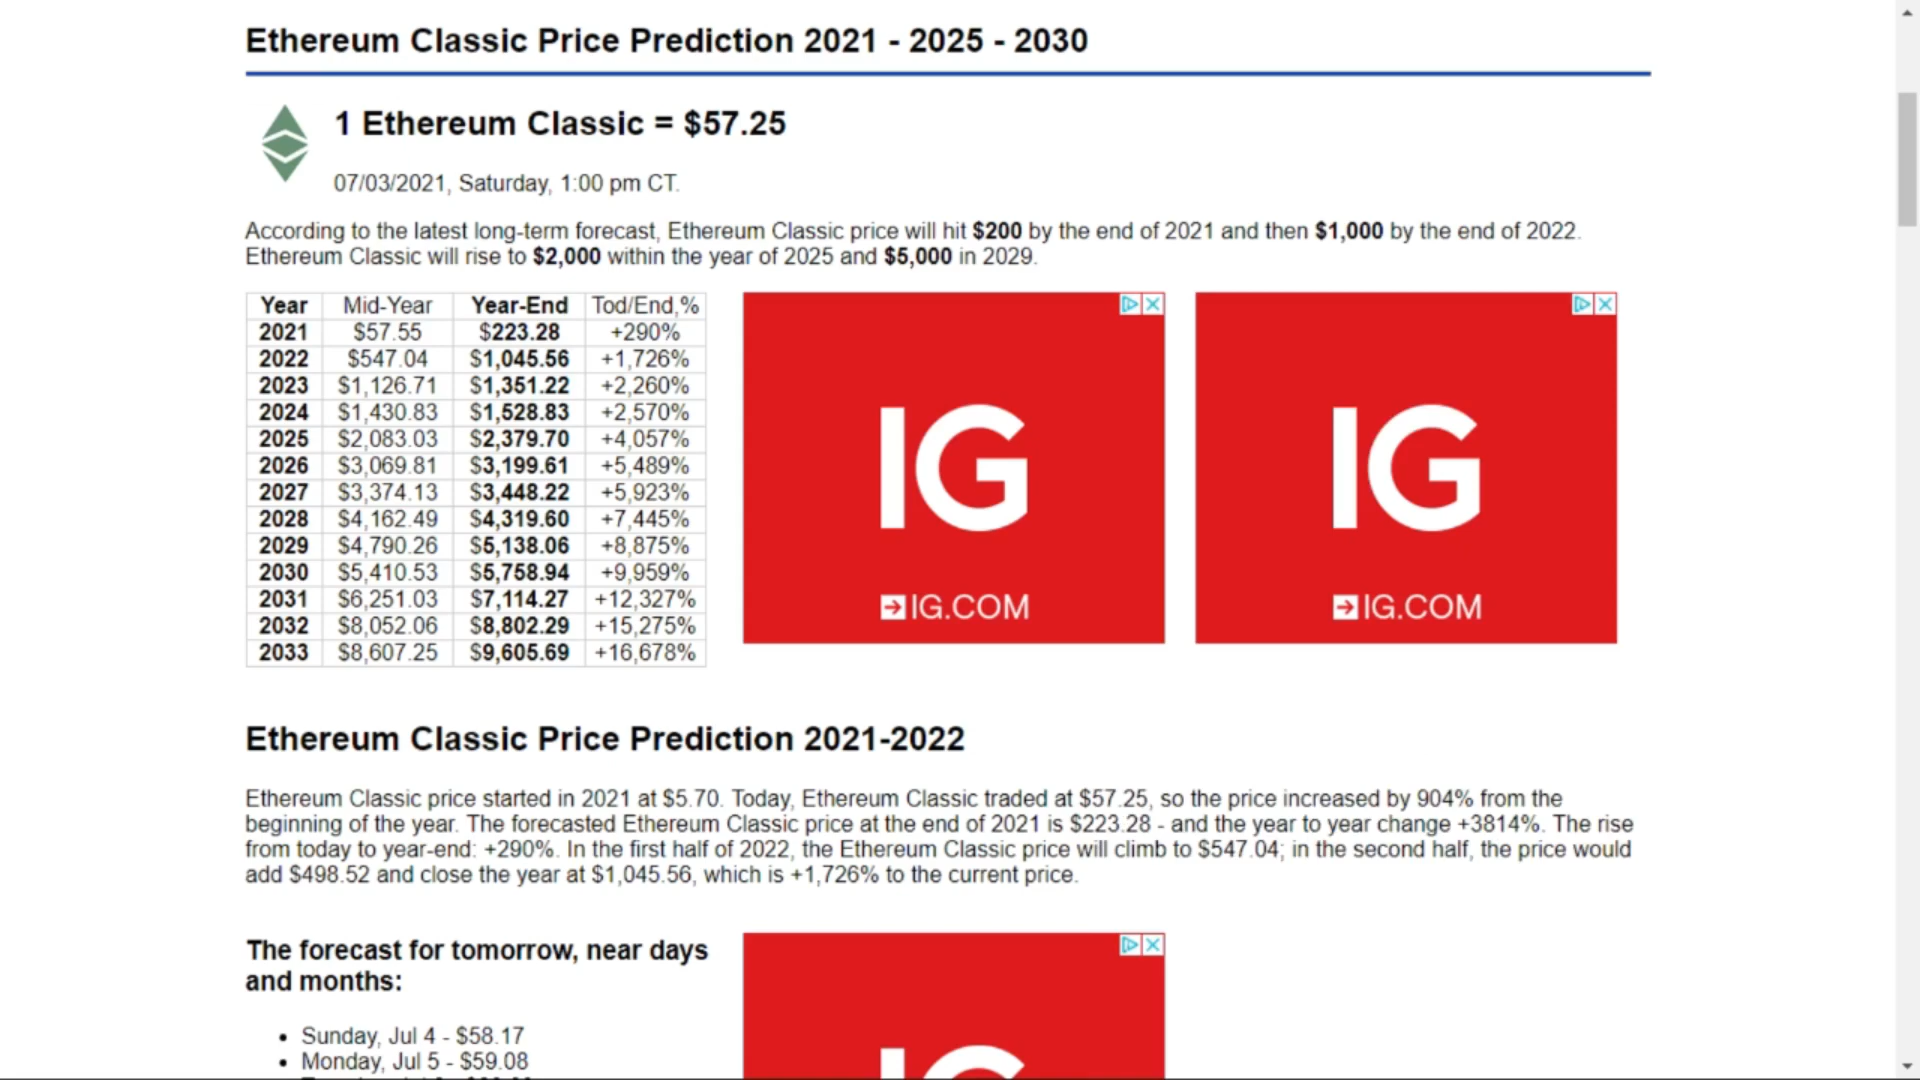 Ethereum Classic Price Prediction 2021 - 2025 - 2030
1 Ethereum Classic = $57.25
07/03/2021, Saturday, 1:00 pm CT.
According to the latest long-term forecast, Ethereum Classic price will hit $200 by the end of 2021 and then $1,000 by the end of 2022.
Ethereum Classic will rise to $2,000 within the year of 2025 and $5,000 in 2029.
Year Mid-Year Year-End Tod/End,%
2021 $57.55 $223.28 +290%
2022 $547.04 $1,045.56 +1,726%
2023 $1,126.71 $1,351.22 +2,260%
2024 $1,430.83 $1,528.83 +2,570%
2025 $2,083.03 $2,379.70 +4,057%
2026 $3,069.81 $3,199.61 +5,489%
2027 $3,374.13 $3,448.22 +5,923%
2028 $4,162.49 $4,319.60 +7,445%
2029 $4,790.26 $5,138.06 +8,875%
2030 $5,410.53 $5,758.94 +9,959%
2031 $6,251.03 $7,114.27 +12,327%
2032 $8,052.06 $8,802.29 +15,275%
2033 $8,607.25 $9,605.69 +16,678%
IG
IG.COM
IG
IG.COM
Ethereum Classic Price Prediction 2021-2022
Ethereum Classic price started in 2021 at $5.70. Today, Ethereum Classic traded at $57.25, so the price increased by 904% from the
beginning of the year. The forecasted Ethereum Classic price at the end of 2021 is $223.28 - and the year to year change +3814%. The rise
from today to year-end: +290%. In the first half of 2022, the Ethereum Classic price will climb to $547.04; in the second half, the price would
add $498.52 and close the year at $1,045.56, which is +1,726% to the current price.
The forecast for tomorrow, near days
and months:
• Sunday, Jul 4 - $58.17
• Monday, Jul 5 - $59.08
IG